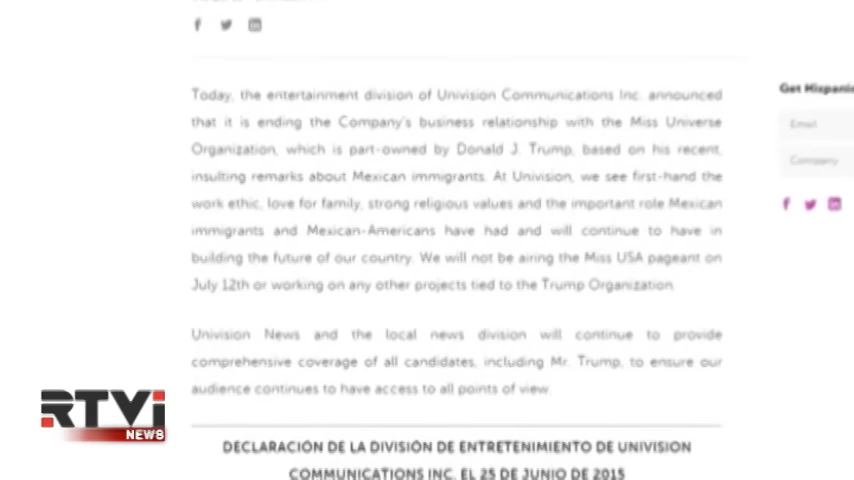 Today, the entertainment division of Univision Communications Inc. announced
that it is ending the Company's business relationship with the Miss Universe
Organization, which is part-owned by Donald J. Trump, based on his recent,
insulting remarks about Mexican immigrants. At Univision, we see first-hand the
work ethic, love for family, strong religious values and the important role Mexican
immigrants and Mexican-Americans have had and will continue to have in
building the future of our country. We will not be airing the Miss USA pageant on
July 12th or working on any other projects tied to the Trump Organization.
Univision News and the local news division will continue to provide
comprehensive coverage of all candidates, including Mr. Trump, to ensure our
audience continues to have access to all points of view.
DECLARACIÓN DE LA DIVISIÓN DE ENTRETENIMIENTO DE UNIVISION
COMMUNICATIONS INC. EL 25 DE JUNIO DE 2015
Get Hispanic
Email
Company
RTVi
NEWS